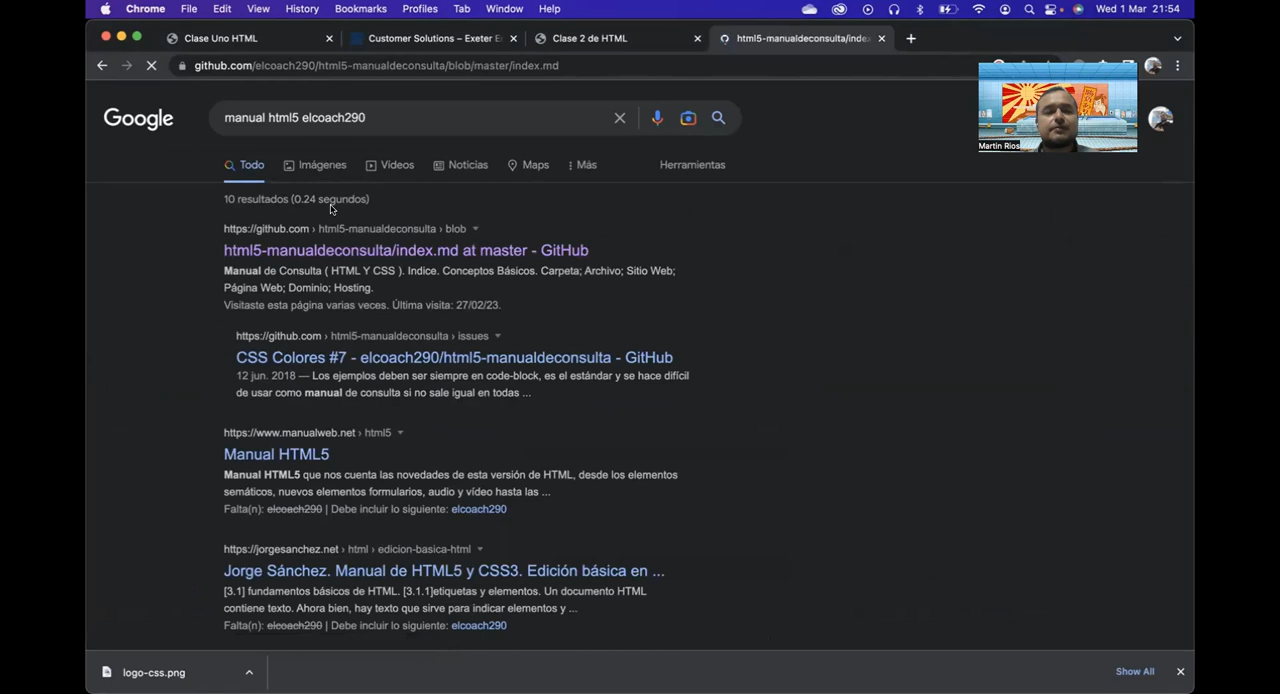 Chrome File Edit View History Bookmarks Profiles Tab Window Help Wed 1 Mar 21:54
Clase Uno HTML Customer Solutions – Exeter E Clase 2 de HTML html5-manualdeconsulta/index
github.com/elcoach290/html5-manualdeconsulta/blob/master/index.md
Google manual html5 elcoach290
Martin Rios
Todo Imágenes Videos Noticias Maps Más Herramientas
10 resultados (0.24 segundos)
https://github.com › html5-manualdeconsulta › blob
html5-manualdeconsulta/index.md at master - GitHub
Manual de Consulta ( HTML Y CSS ). Indice. Conceptos Básicos. Carpeta; Archivo; Sitio Web;
Página Web; Dominio; Hosting.
Visitaste esta página varias veces. Última visita: 27/02/23.
https://github.com › html5-manualdeconsulta › issues
CSS Colores #7 - elcoach290/html5-manualdeconsulta - GitHub
12 jun. 2018 — Los ejemplos deben ser siempre en code-block, es el estándar y se hace difícil
de usar como manual de consulta si no sale igual en todas ...
https://www.manualweb.net › html5
Manual HTML5
Manual HTML5 que nos cuenta las novedades de esta versión de HTML, desde los elementos
semáticos, nuevos elementos formularios, audio y vídeo hasta las ...
Falta(n): elcoach290 | Debe incluir lo siguiente: elcoach290
https://jorgesanchez.net › html › edicion-basica-html
Jorge Sánchez. Manual de HTML5 y CSS3. Edición básica en ...
[3.1] fundamentos básicos de HTML. [3.1.1]etiquetas y elementos. Un documento HTML
contiene texto. Ahora bien, hay texto que sirve para indicar elementos y ...
Falta(n): elcoach290 | Debe incluir lo siguiente: elcoach290
logo-css.png Show All